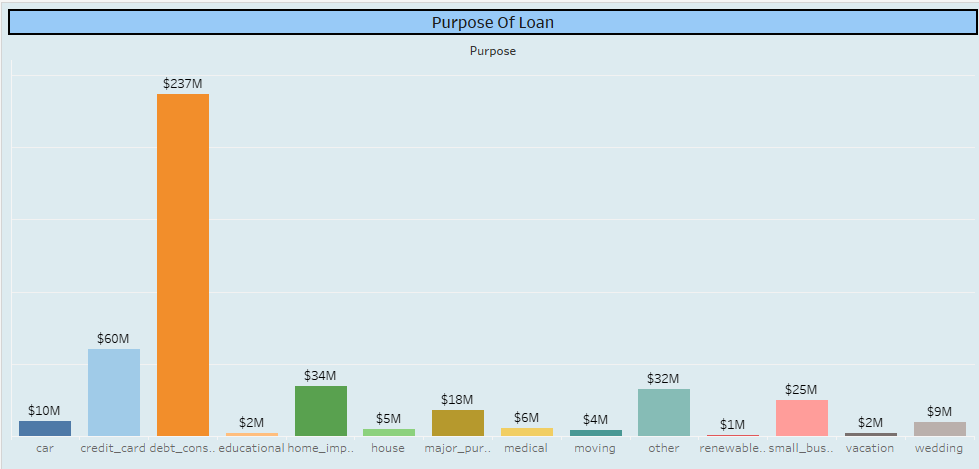 Purpose Of Loan
Purpose
$237M
$60M
$34M
$32M
$25M
$18M
$10M
$9M
$6M
$5M
$4M
$2M
$2M
$1M
car credit_card debt_cons.. educational home_imp.. house major_pur.. medical moving other renewable.. small_bus.. vacation wedding